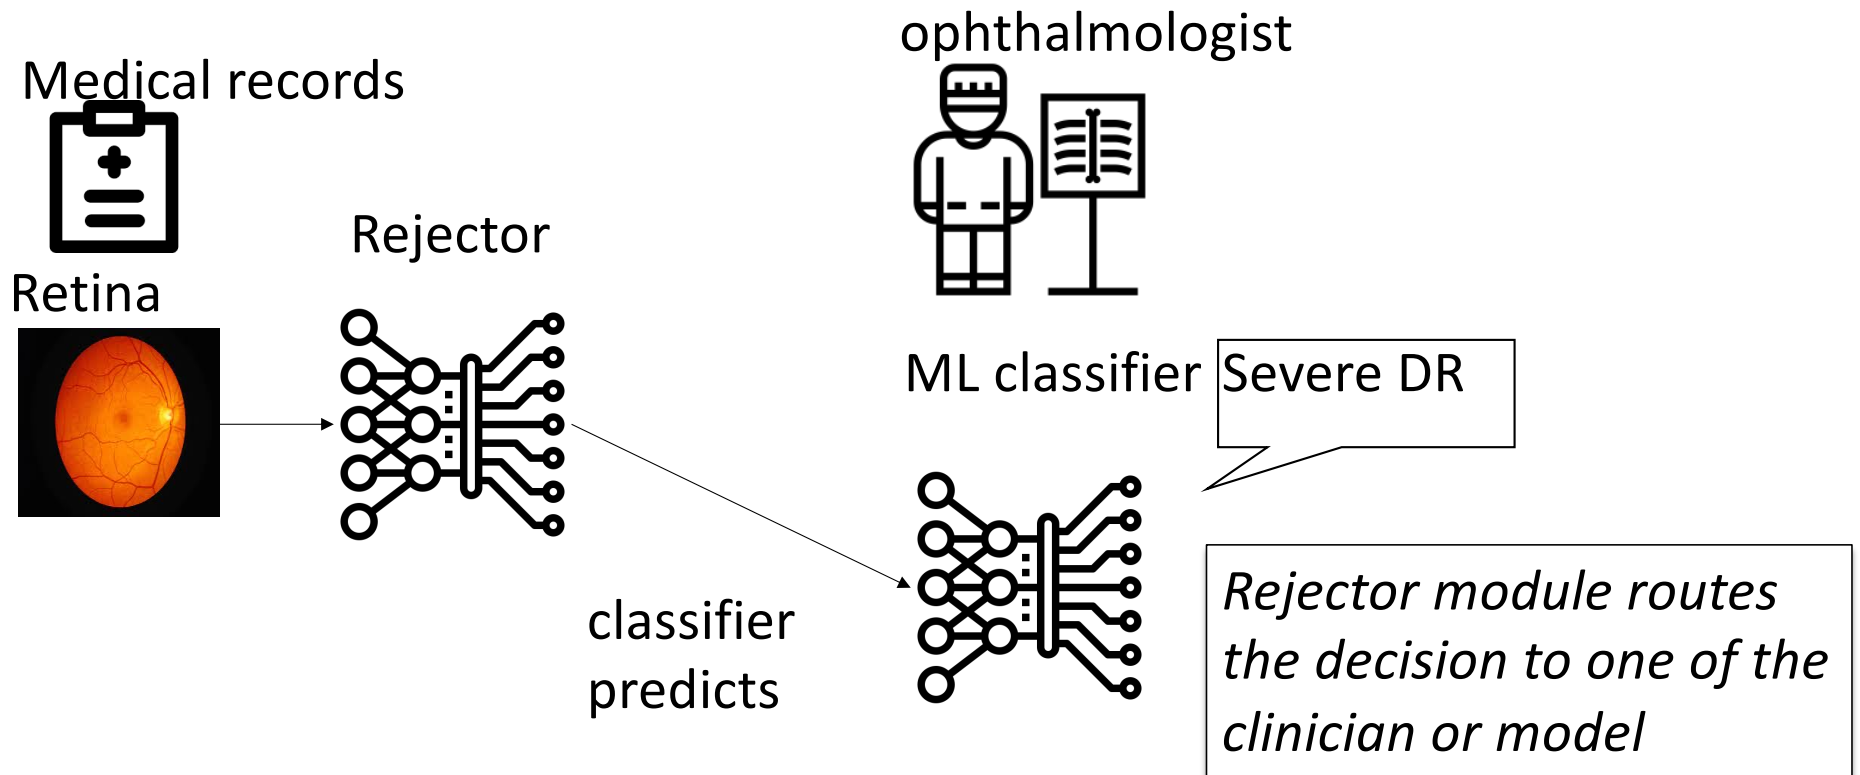 Medical records
Retina
Rejector
ophthalmologist
ML classifier
Severe DR
classifier
predicts
Rejector module routes
the decision to one of the
clinician or model